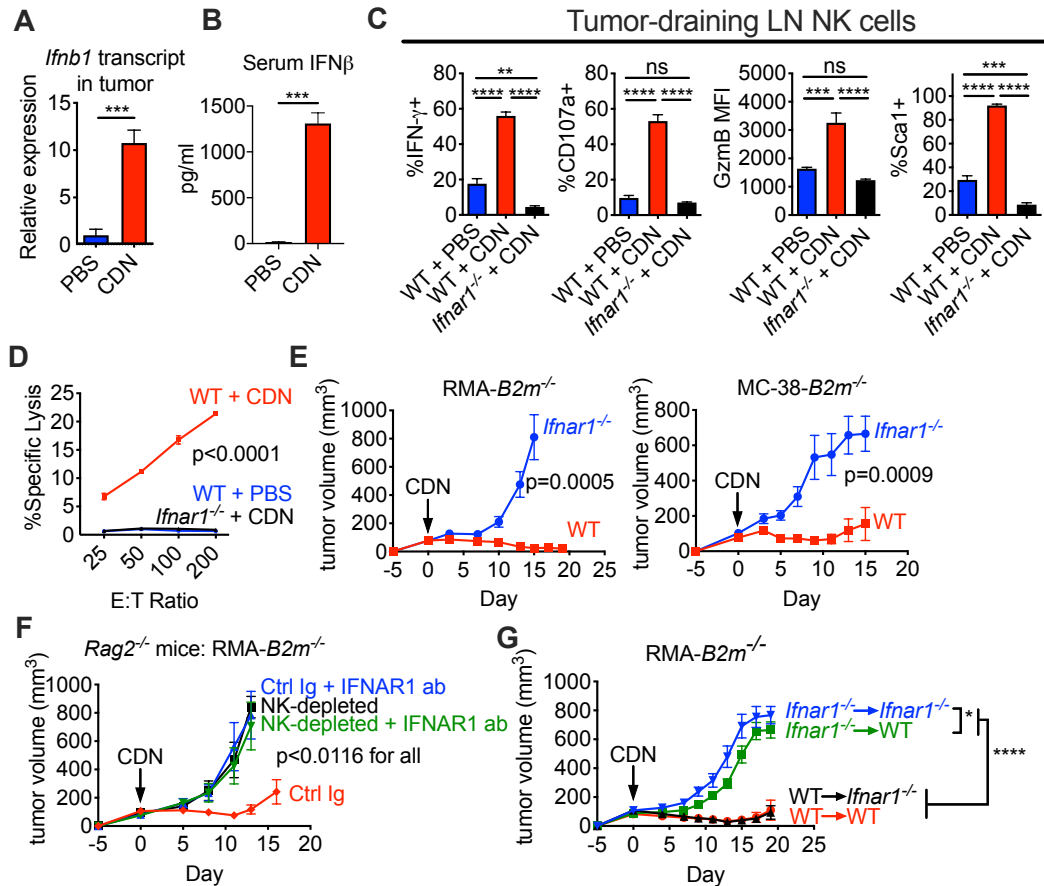 A
Ifnb1 transcript
in tumor
Relative expression
15
10
5
0
***
PBS
CDN
B
Serum IFNβ
pg/ml
1500
1000
500
0
***
PBS
CDN
C
Tumor-draining LN NK cells
%IFN-γ+
80
60
40
20
0
**
**** ****
WT + PBS
WT + CDN
Ifnar1-/- + CDN
%CD107a+
80
60
40
20
0
ns
**** ****
WT + PBS
WT + CDN
Ifnar1-/- + CDN
GzmB MFI
5000
4000
3000
2000
1000
0
ns
*** ****
WT + PBS
WT + CDN
Ifnar1-/- + CDN
%Sca1+
100
80
60
40
20
0
***
**** ****
WT + PBS
WT + CDN
Ifnar1-/- + CDN
D
%Specific Lysis
25
20
15
10
5
0
WT + CDN
p<0.0001
WT + PBS
Ifnar1-/- + CDN
25 50 100 200
E:T Ratio
E
RMA-B2m-/-
tumor volume (mm3)
1000
800
600
400
200
0
CDN
Ifnar1-/-
p=0.0005
WT
-5 0 5 10 15 20
Day
MC-38-B2m-/-
tumor volume (mm3)
800
600
400
200
0
CDN
Ifnar1-/-
p=0.0009
WT
-5 0 5 10 15 20
Day
F
Rag2-/- mice: RMA-B2m-/-
tumor volume (mm3)
1000
800
600
400
200
0
CDN
Ctrl Ig + IFNAR1 ab
NK-depleted
NK-depleted + IFNAR1 ab
p<0.0116 for all
Ctrl Ig
-5 0 5 10 15 20
Day
G
RMA-B2m-/-
tumor volume (mm3)
1000
800
600
400
200
0
CDN
Ifnar1-/-→Ifnar1-/-
Ifnar1-/-→WT
*
****
WT→Ifnar1-/-
WT→WT
-5 0 5 10 15 20 25
Day